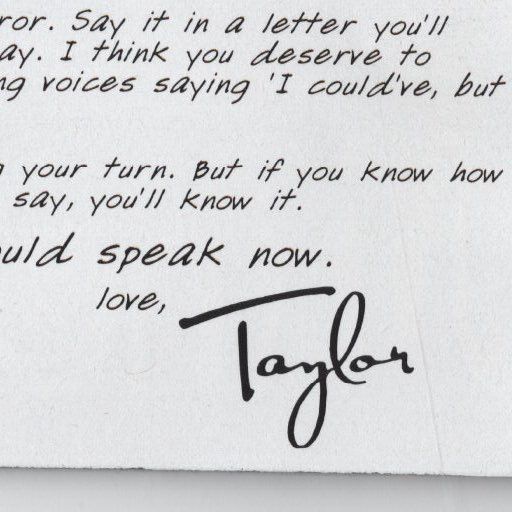 ror. Say it in a letter you'll
ay. I think you deserve to
ng voices saying 'I could've, but
your turn. But if you know how
say, you'll know it.
ould speak now.
love,
Taylor